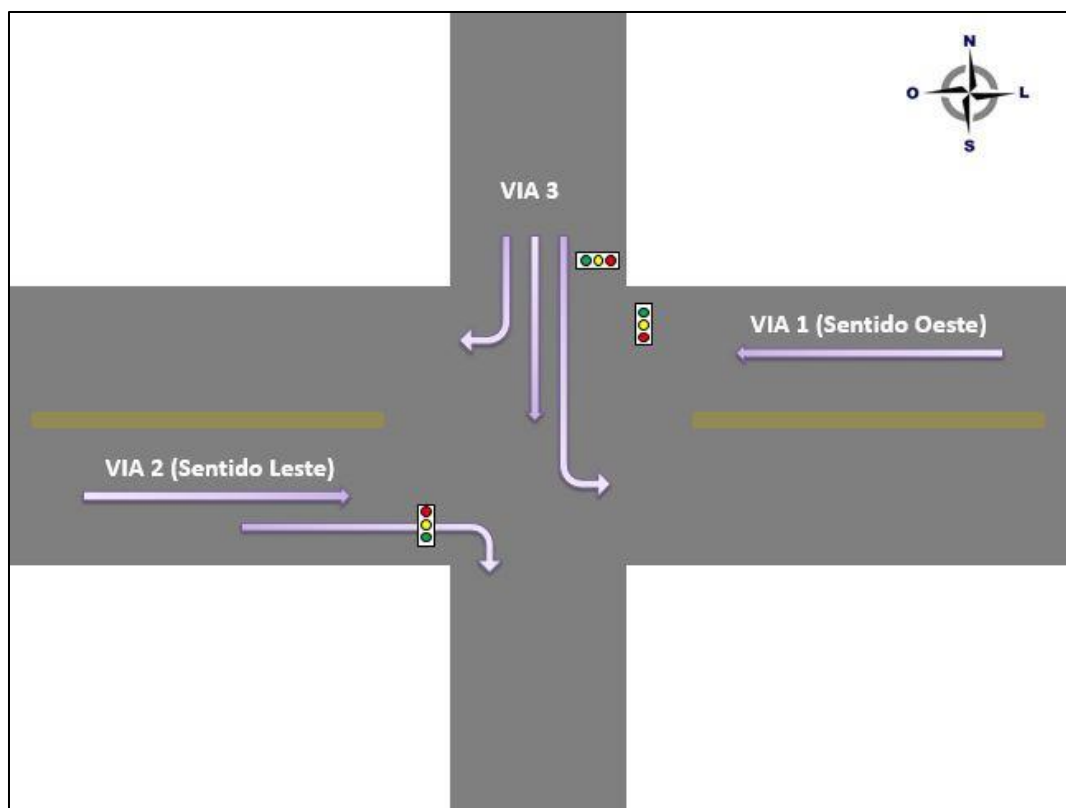 N
O
L
S
VIA 3
VIA 1 (Sentido Oeste)
VIA 2 (Sentido Leste)